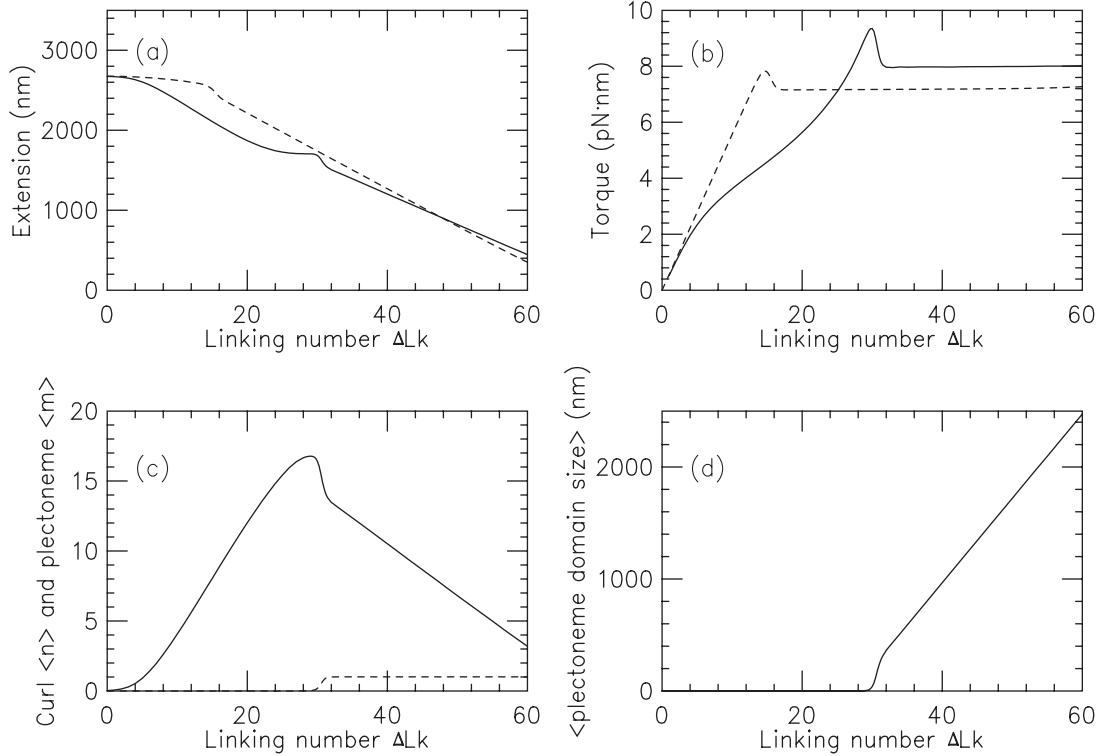 (a)
Extension (nm)
3000
2000
1000
0
0 20 40 60
Linking number ΔLk
(b)
Torque (pN·nm)
10
8
6
4
2
0
0 20 40 60
Linking number ΔLk
(c)
Curl <n> and plectoneme <m>
20
15
10
5
0
0 20 40 60
Linking number ΔLk
(d)
<plectoneme domain size> (nm)
2000
1000
0
0 20 40 60
Linking number ΔLk